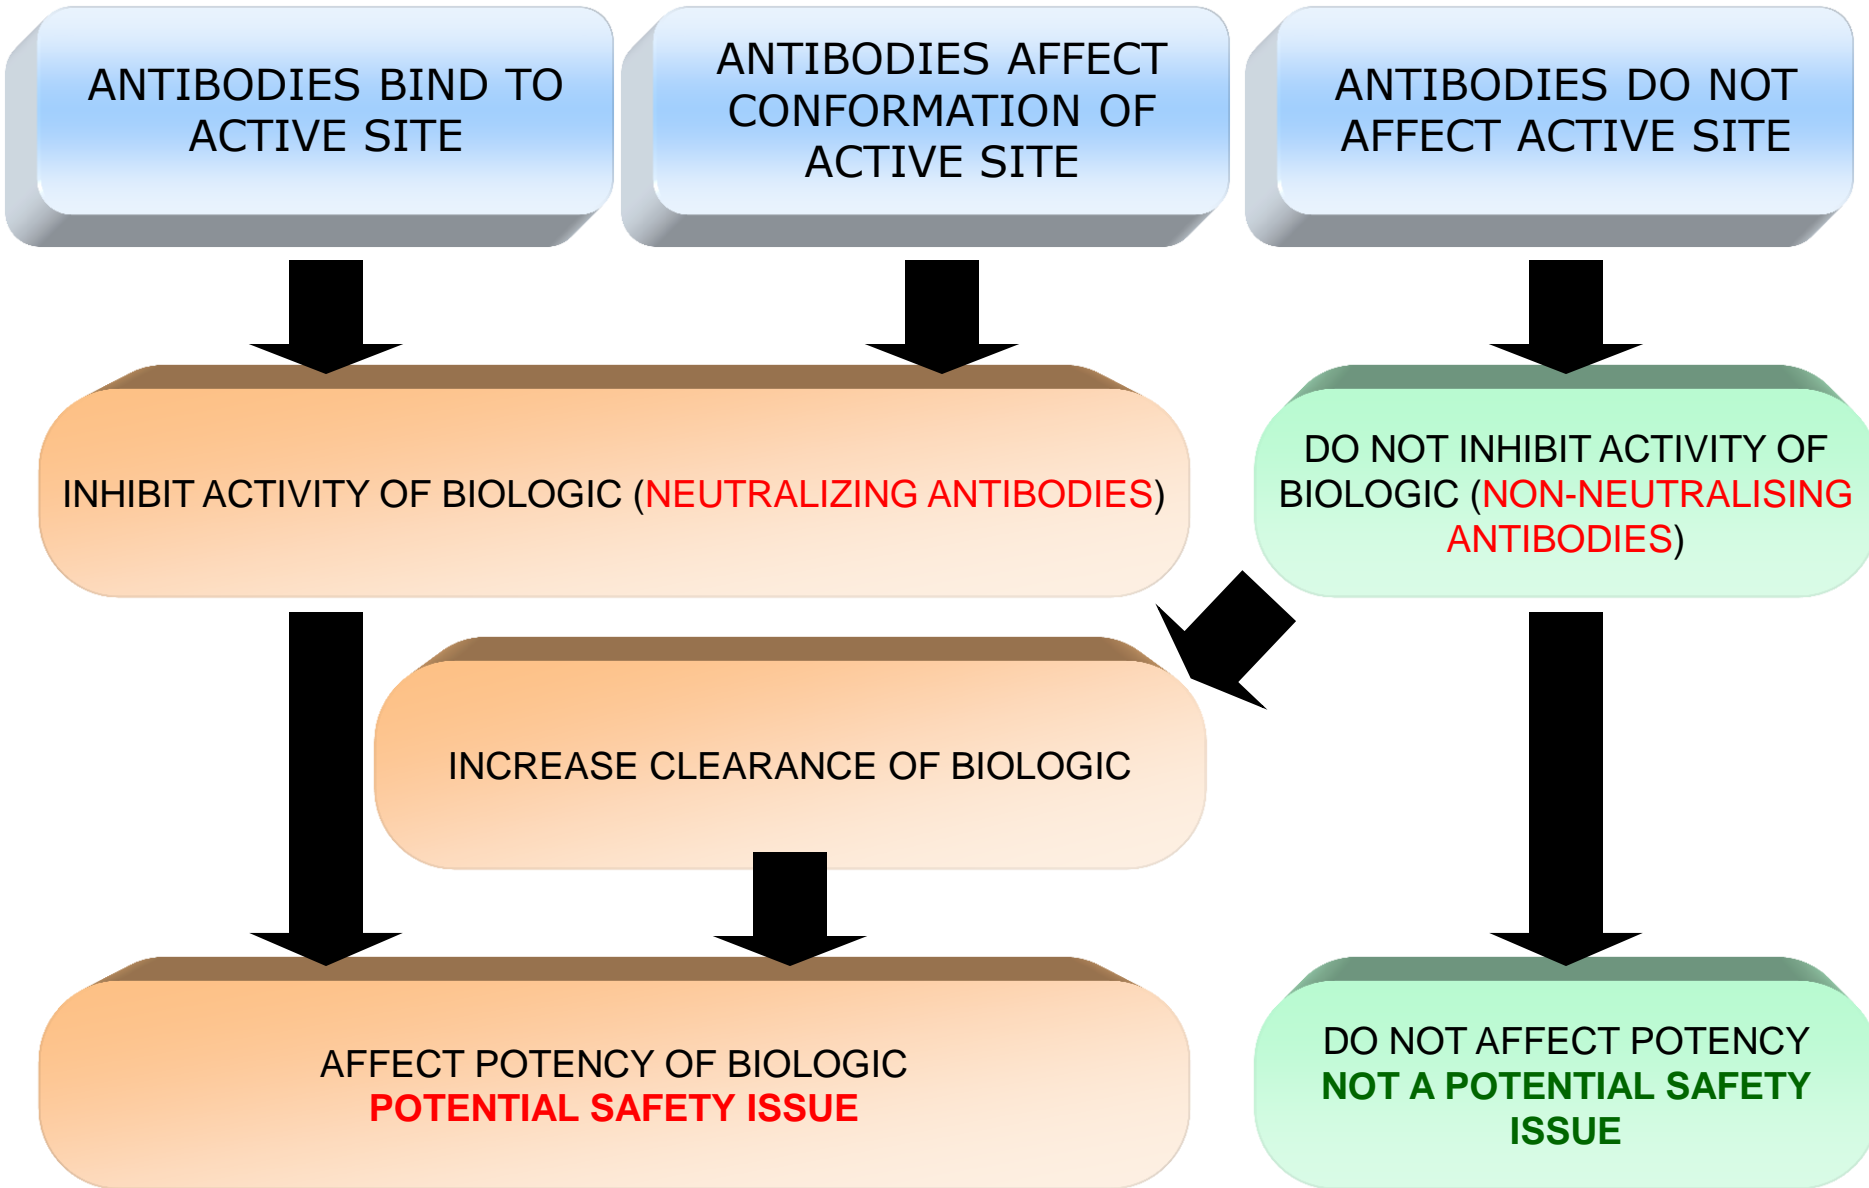 ANTIBODIES BIND TO
ACTIVE SITE
ANTIBODIES AFFECT
CONFORMATION OF
ACTIVE SITE
ANTIBODIES DO NOT
AFFECT ACTIVE SITE
INHIBIT ACTIVITY OF BIOLOGIC (NEUTRALIZING ANTIBODIES)
DO NOT INHIBIT ACTIVITY OF
BIOLOGIC (NON-NEUTRALISING
ANTIBODIES)
INCREASE CLEARANCE OF BIOLOGIC
AFFECT POTENCY OF BIOLOGIC
POTENTIAL SAFETY ISSUE
DO NOT AFFECT POTENCY
NOT A POTENTIAL SAFETY
ISSUE